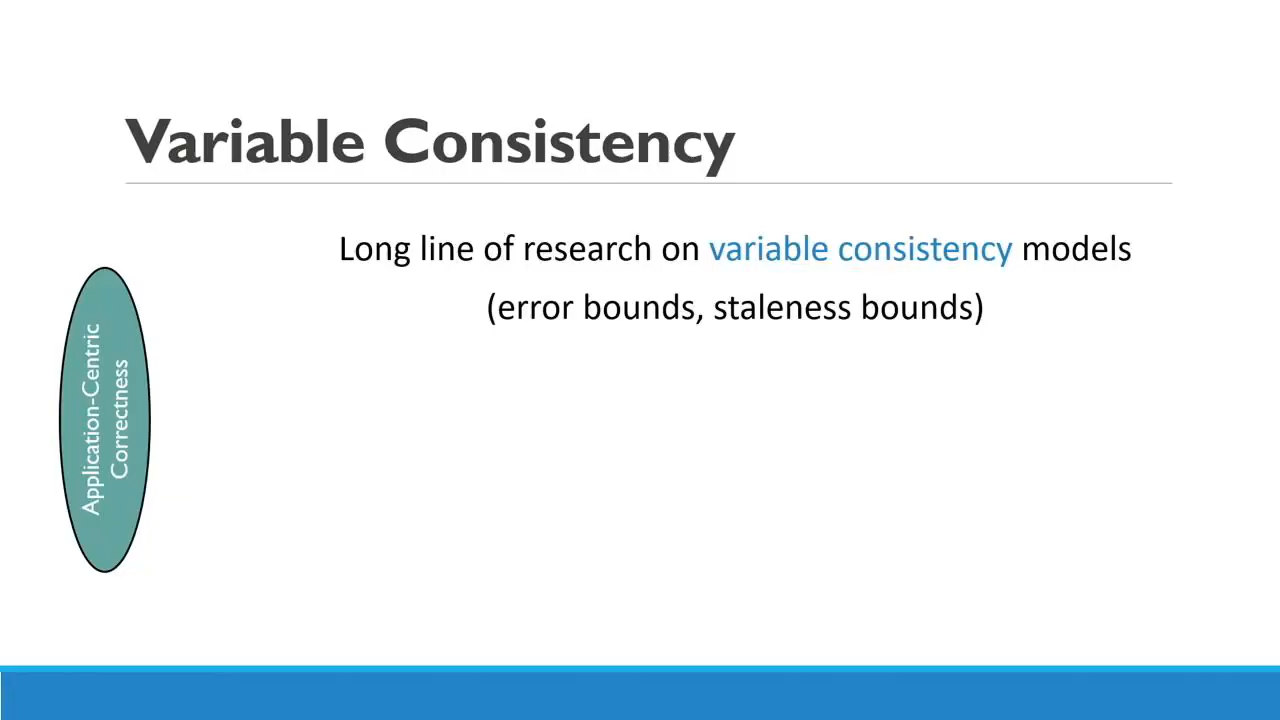 Variable Consistency
Long line of research on variable consistency models
(error bounds, staleness bounds)
Application-Centric
Correctness